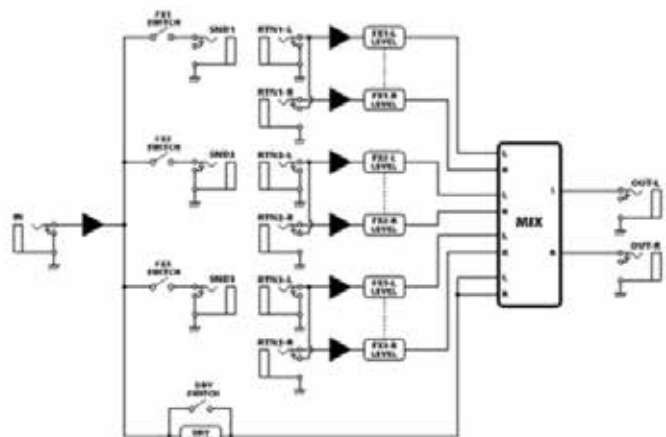 FX1
SWITCH
SND1
RTN1-L
FX1-L
LEVEL
RTN1-R
FX1-R
LEVEL
FX2
SWITCH
SND2
RTN2-L
FX2-L
LEVEL
L
R
L
R
L
R
L
R
MIX
L
R
OUT-L
IN
RTN2-R
FX2-R
LEVEL
OUT-R
FX3
SWITCH
SND3
RTN3-L
FX3-L
LEVEL
RTN3-R
FX3-R
LEVEL
DRY
SWITCH
DRY